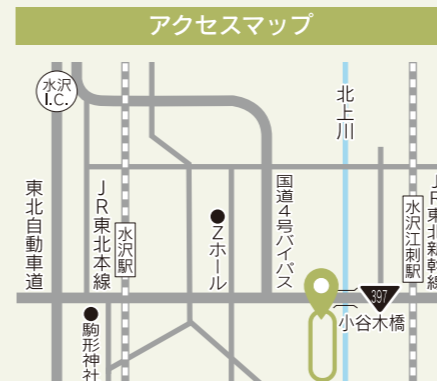 アクセスマップ
水沢
I.C.
北上川
東北自動車道
JR東北本線
水沢駅
●Zホール
国道4号バイパス
水沢江刺駅
JR東北新幹線
397
小谷木橋
●駒形神社